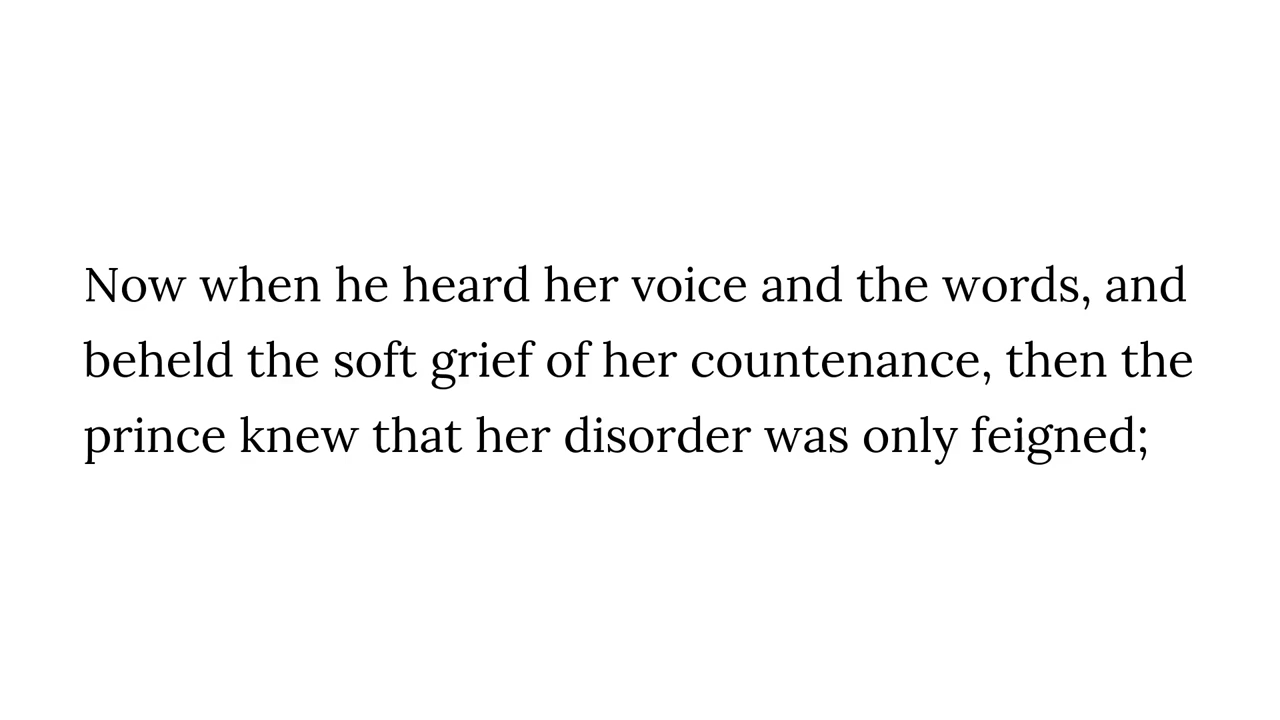 Now when he heard her voice and the words, and
beheld the soft grief of her countenance, then the
prince knew that her disorder was only feigned;